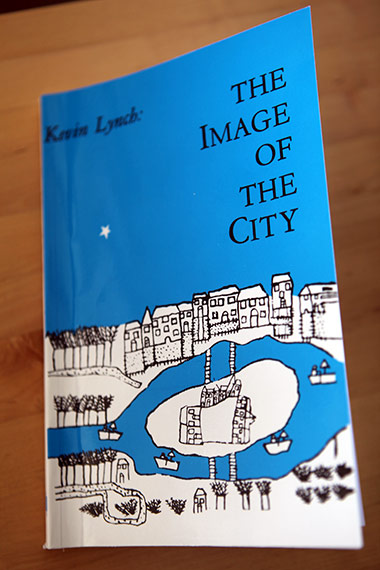 Kevin Lynch:
THE
IMAGE
OF
THE
CITY